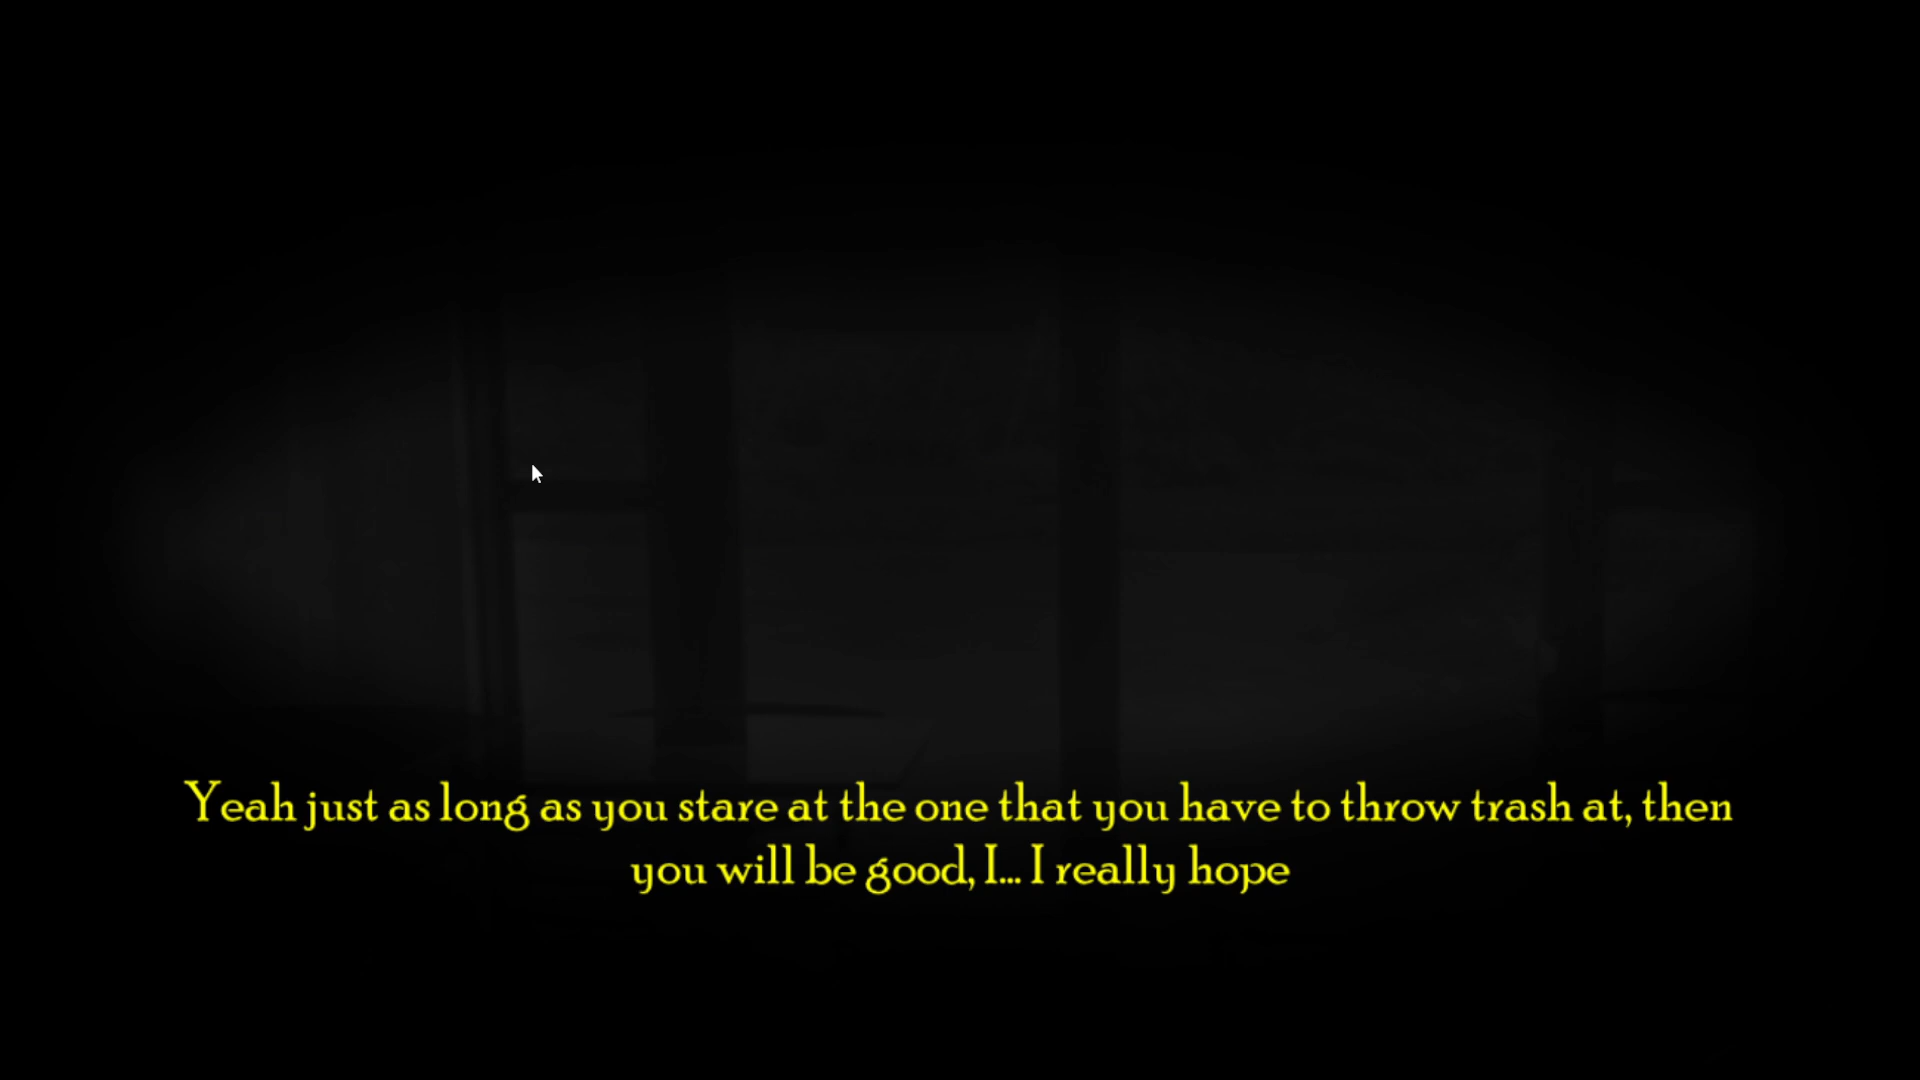 Yeah just as long as you stare at the one that you have to throw trash at, then
you will be good, I... I really hope